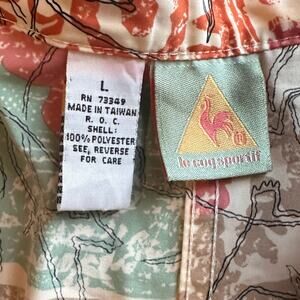 L
RN 73349
MADE IN TAIWAN
R. O. C.
SHELL:
100% POLYESTER
SEE, REVERSE
FOR CARE
le coq sportif